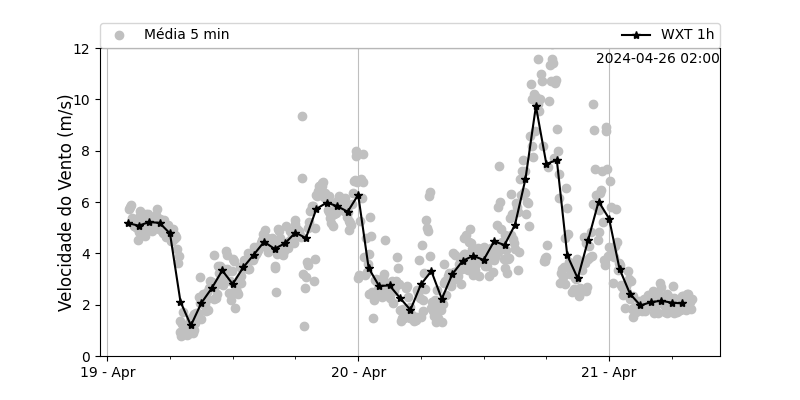 Média 5 min
WXT 1h
2024-04-26 02:00
Velocidade do Vento (m/s)
12
10
8
6
4
2
0
19 - Apr
20 - Apr
21 - Apr